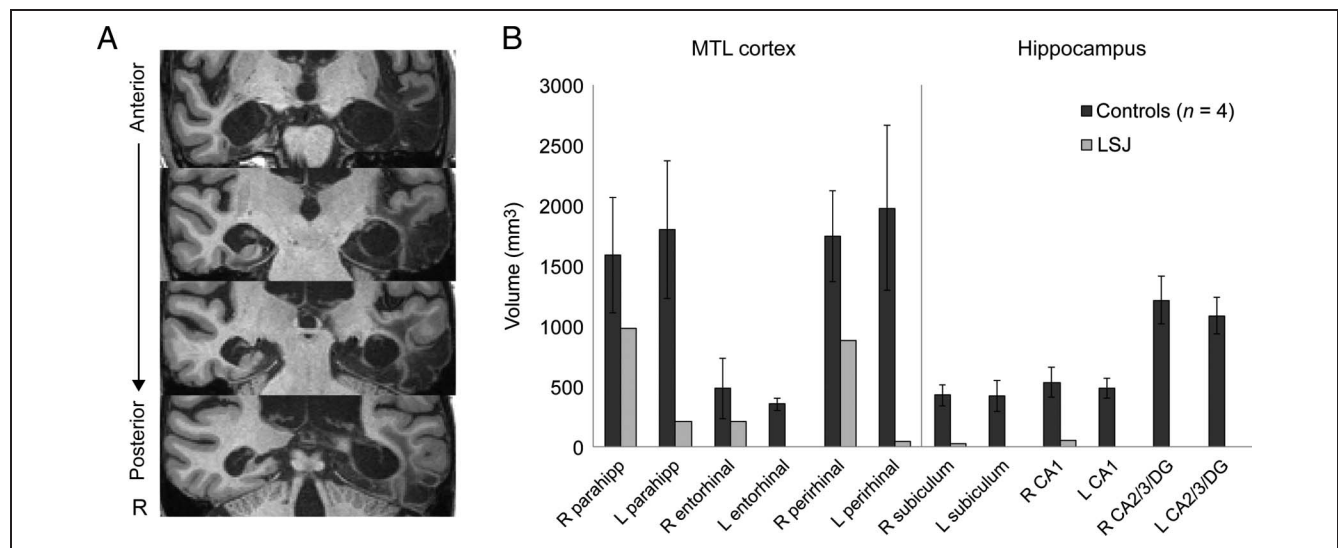 A
Anterior
Posterior
R
B
MTL cortex
Hippocampus
Controls (n = 4)
LSJ
Volume (mm³)
3000
2500
2000
1500
1000
500
0
R parahipp
L parahipp
R entorhinal
L entorhinal
R perirhinal
L perirhinal
R subiculum
L subiculum
R CA1
L CA1
R CA2/3/DG
L CA2/3/DG